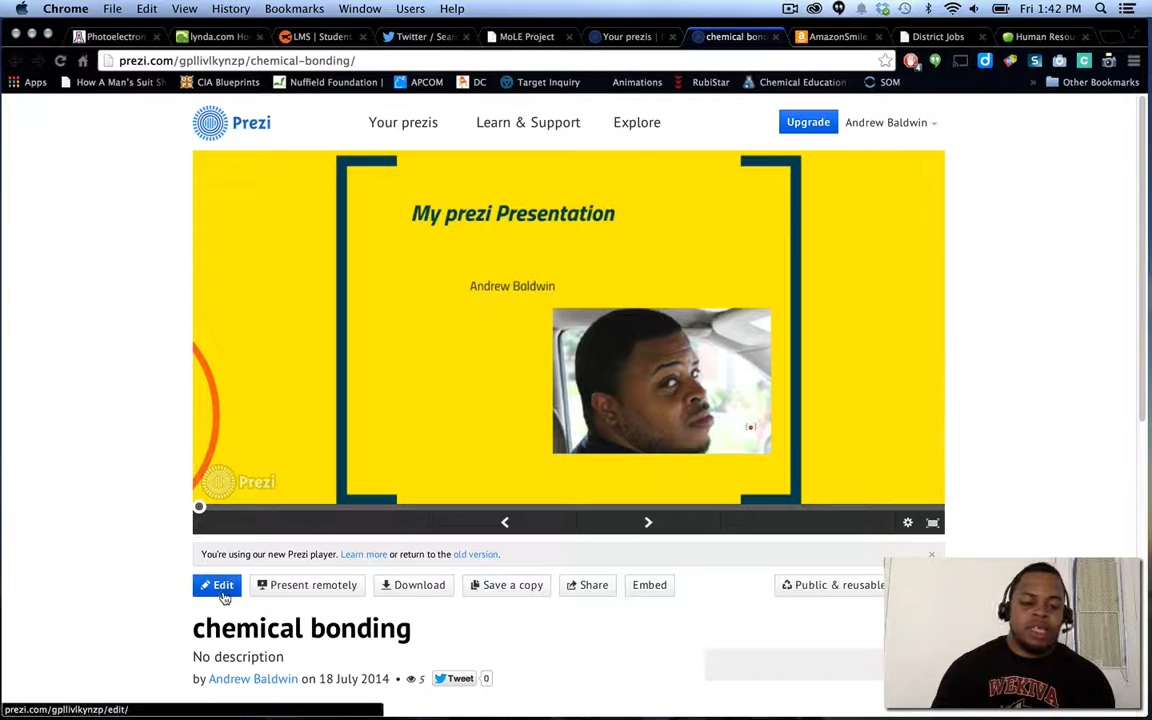 Chrome File Edit View History Bookmarks Window Users Help Fri 1:42 PM
Photoelectron lynda.com Ho LMS | Student Twitter / Sear MoLE Project Your prezis | chemical bon AmazonSmile District Jobs Human Resou
prezi.com/gpllivlkynzp/chemical-bonding/
Apps How A Man's Suit Sh CIA Blueprints Nuffield Foundation | APCOM DC Target Inquiry Animations RubiStar Chemical Education SOM » Other Bookmarks
Prezi Your prezis Learn & Support Explore Upgrade Andrew Baldwin
My prezi Presentation
Andrew Baldwin
Prezi
You're using our new Prezi player. Learn more or return to the old version.
Edit Present remotely Download Save a copy Share Embed Public & reusable
chemical bonding
No description
by Andrew Baldwin on 18 July 2014 • 5 Tweet 0
WEKIVA
prezi.com/gpllivlkynzp/edit/